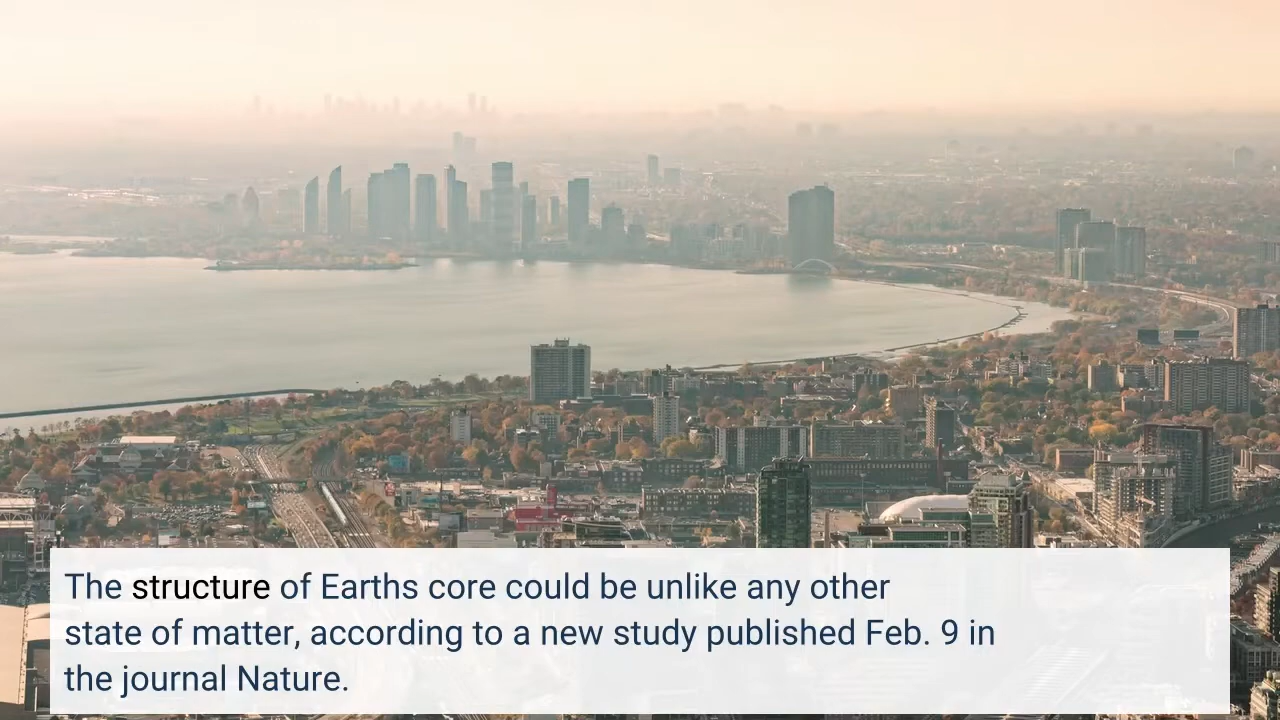 The structure of Earths core could be unlike any other
state of matter, according to a new study published Feb. 9 in
the journal Nature.